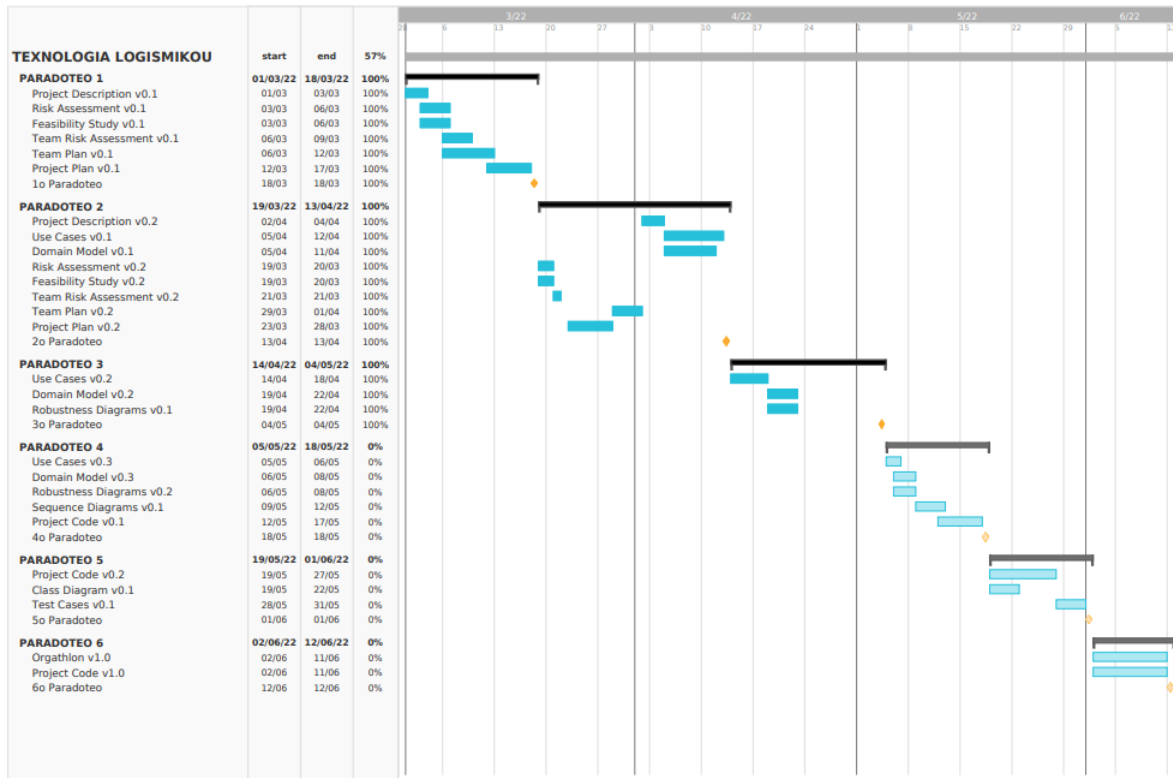 3/22 4/22 5/22 6/22
28 6 13 20 27 3 10 17 24 1 8 15 22 29 5 12
TEXNOLOGIA LOGISMIKOU start end 57%
PARADOTEO 1 01/03/22 18/03/22 100%
Project Description v0.1 01/03 03/03 100%
Risk Assessment v0.1 03/03 06/03 100%
Feasibility Study v0.1 03/03 06/03 100%
Team Risk Assessment v0.1 06/03 09/03 100%
Team Plan v0.1 06/03 12/03 100%
Project Plan v0.1 12/03 17/03 100%
1o Paradoteo 18/03 18/03 100%
PARADOTEO 2 19/03/22 13/04/22 100%
Project Description v0.2 02/04 04/04 100%
Use Cases v0.1 05/04 12/04 100%
Domain Model v0.1 05/04 11/04 100%
Risk Assessment v0.2 19/03 20/03 100%
Feasibility Study v0.2 19/03 20/03 100%
Team Risk Assessment v0.2 21/03 21/03 100%
Team Plan v0.2 29/03 01/04 100%
Project Plan v0.2 23/03 28/03 100%
2o Paradoteo 13/04 13/04 100%
PARADOTEO 3 14/04/22 04/05/22 100%
Use Cases v0.2 14/04 18/04 100%
Domain Model v0.2 19/04 22/04 100%
Robustness Diagrams v0.1 19/04 22/04 100%
3o Paradoteo 04/05 04/05 100%
PARADOTEO 4 05/05/22 18/05/22 0%
Use Cases v0.3 05/05 06/05 0%
Domain Model v0.3 06/05 08/05 0%
Robustness Diagrams v0.2 06/05 08/05 0%
Sequence Diagrams v0.1 09/05 12/05 0%
Project Code v0.1 12/05 17/05 0%
4o Paradoteo 18/05 18/05 0%
PARADOTEO 5 19/05/22 01/06/22 0%
Project Code v0.2 19/05 27/05 0%
Class Diagram v0.1 19/05 22/05 0%
Test Cases v0.1 28/05 31/05 0%
5o Paradoteo 01/06 01/06 0%
PARADOTEO 6 02/06/22 12/06/22 0%
Orgathlon v1.0 02/06 11/06 0%
Project Code v1.0 02/06 11/06 0%
6o Paradoteo 12/06 12/06 0%